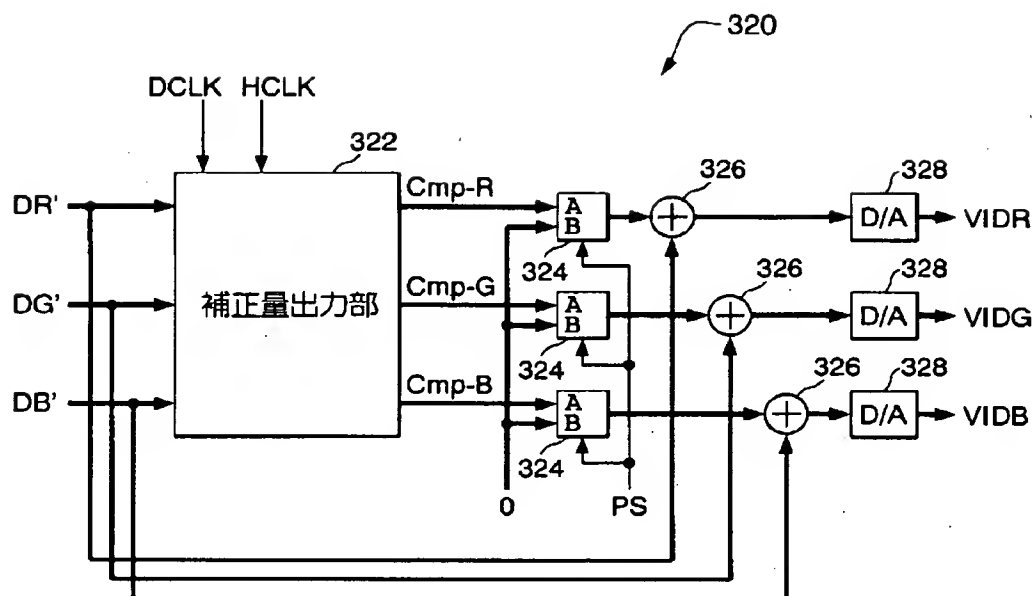 320
DCLK HCLK
322
DR' Cmp-R A B 324 326 328 D/A VIDR
DG' 補正量出力部 Cmp-G A B 324 326 328 D/A VIDG
DB' Cmp-B A B 324 326 328 D/A VIDB
0 PS